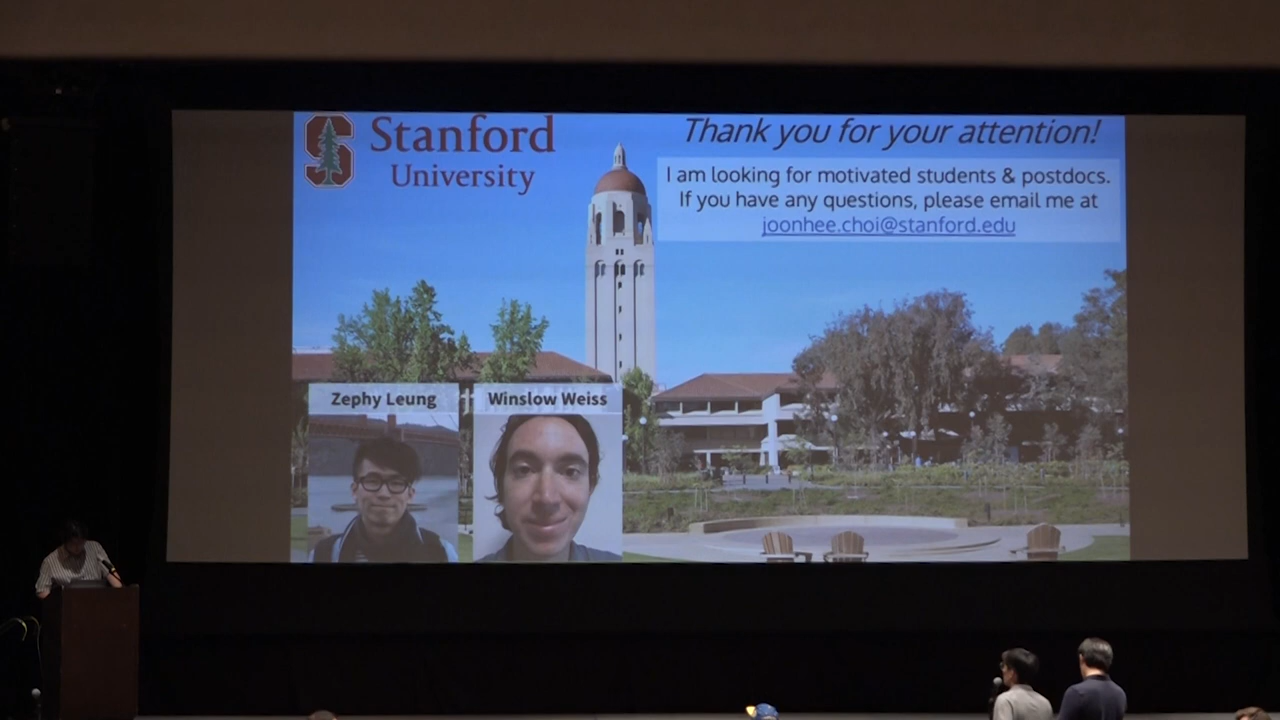 Stanford
University
Thank you for your attention!
I am looking for motivated students & postdocs.
If you have any questions, please email me at
joonhee.choi@stanford.edu
Zephy Leung
Winslow Weiss